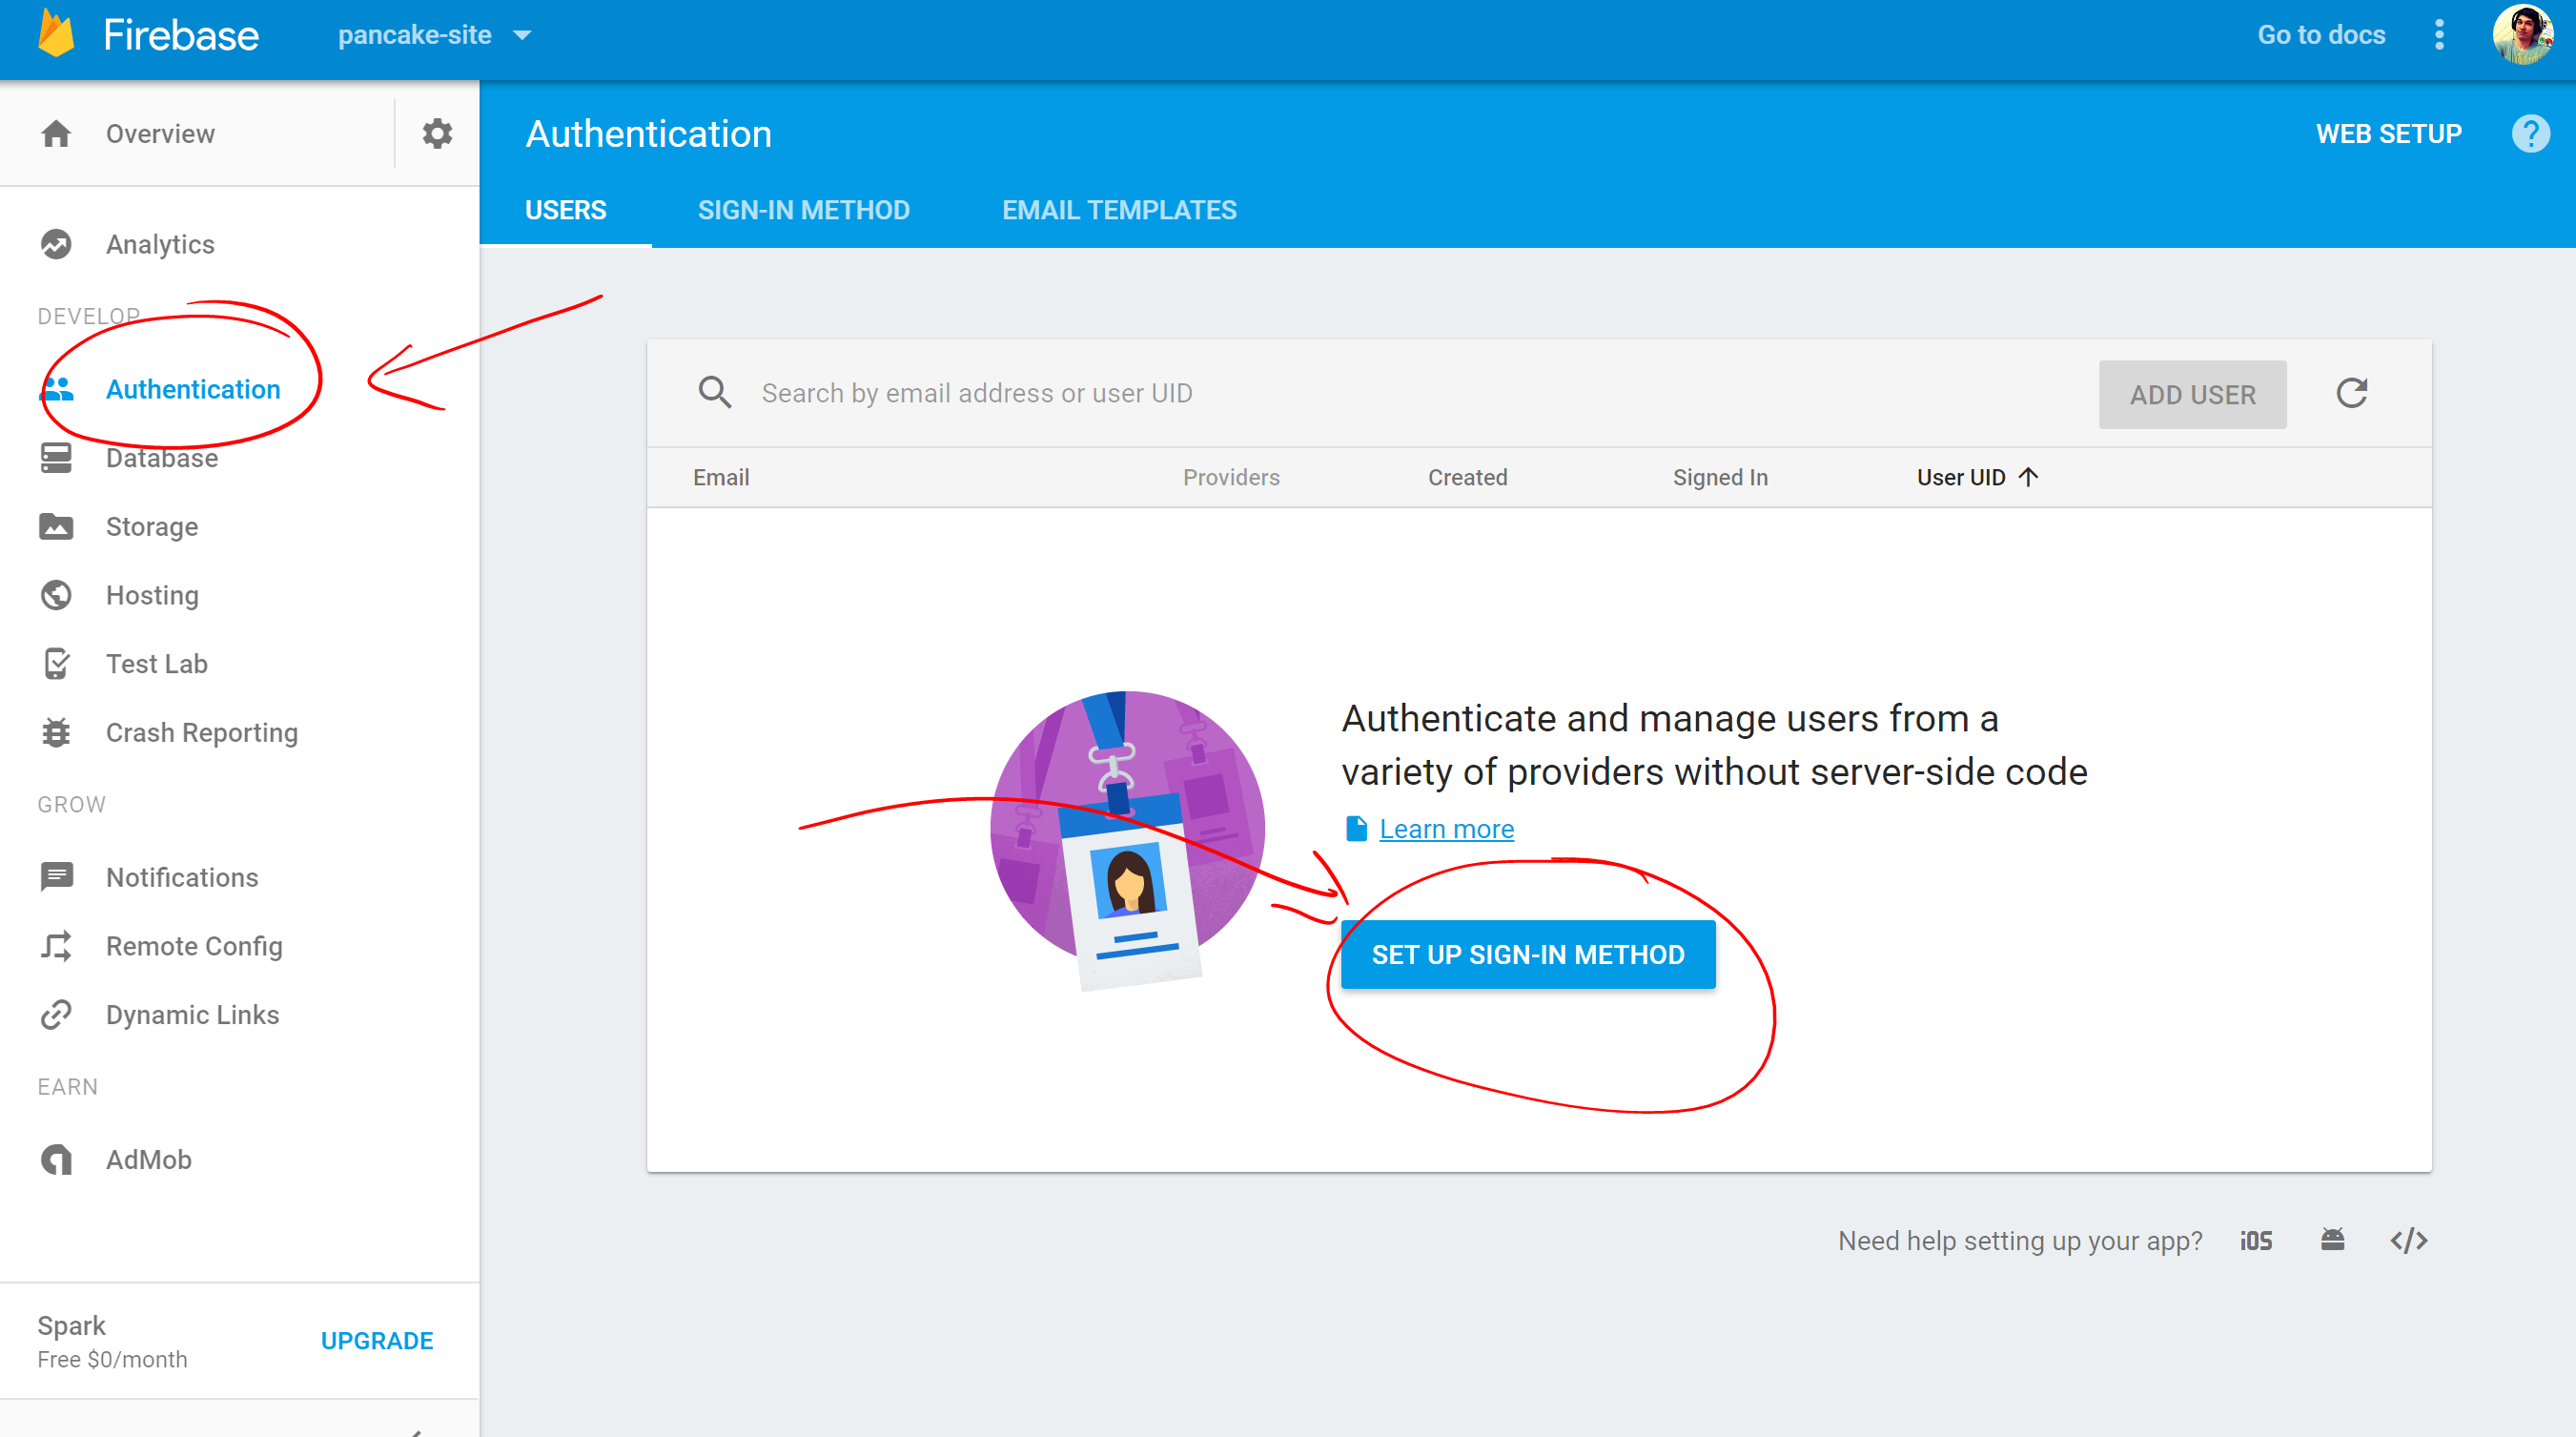 Firebase
pancake-site
Go to docs
Overview
Authentication
WEB SETUP
?
USERS
SIGN-IN METHOD
EMAIL TEMPLATES
Analytics
DEVELOP
Authentication
Database
Storage
Hosting
Test Lab
Crash Reporting
GROW
Notifications
Remote Config
Dynamic Links
EARN
AdMob
Spark
Free $0/month
UPGRADE
Search by email address or user UID
ADD USER
Email
Providers
Created
Signed In
User UID
Authenticate and manage users from a
variety of providers without server-side code
Learn more
SET UP SIGN-IN METHOD
Need help setting up your app?
iOS
</>